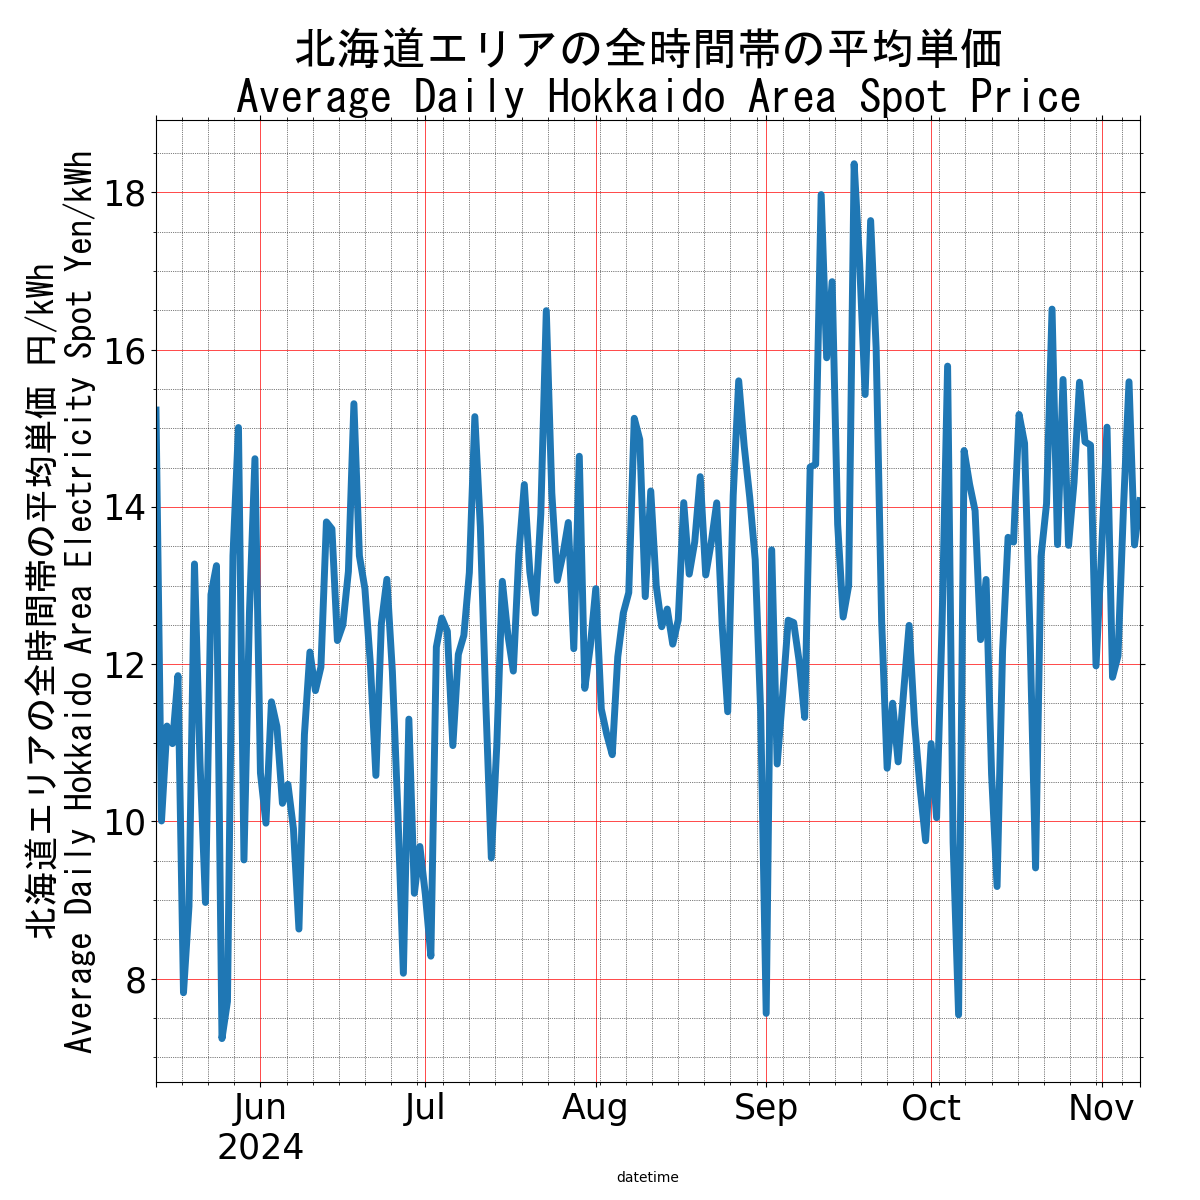 北海道エリアの全時間帯の平均単価
Average Daily Hokkaido Area Spot Price
北海道エリアの全時間帯の平均単価 円/kWh
Average Daily Hokkaido Area Area Electricity Spot Yen/kWh
18
16
14
12
10
8
Jun
2024
Jul
Aug
Sep
Oct
Nov
datetime